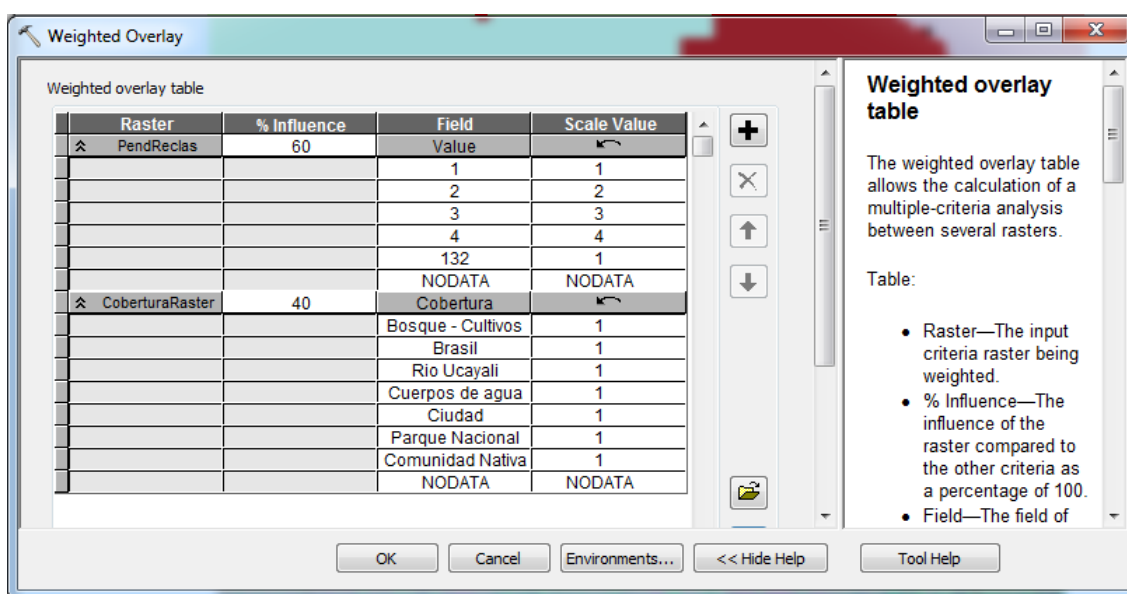 Weighted Overlay
Weighted overlay table
Raster % Influence Field Scale Value
PendReclas 60 Value
1 1
2 2
3 3
4 4
132 1
NODATA NODATA
CoberturaRaster 40 Cobertura
Bosque - Cultivos 1
Brasil 1
Rio Ucayali 1
Cuerpos de agua 1
Ciudad 1
Parque Nacional 1
Comunidad Nativa 1
NODATA NODATA
OK Cancel Environments... << Hide Help Tool Help
Weighted overlay
table
The weighted overlay table
allows the calculation of a
multiple-criteria analysis
between several rasters.
Table:
• Raster—The input
criteria raster being
weighted.
• % Influence—The
influence of the
raster compared to
the other criteria as
a percentage of 100.
• Field—The field of